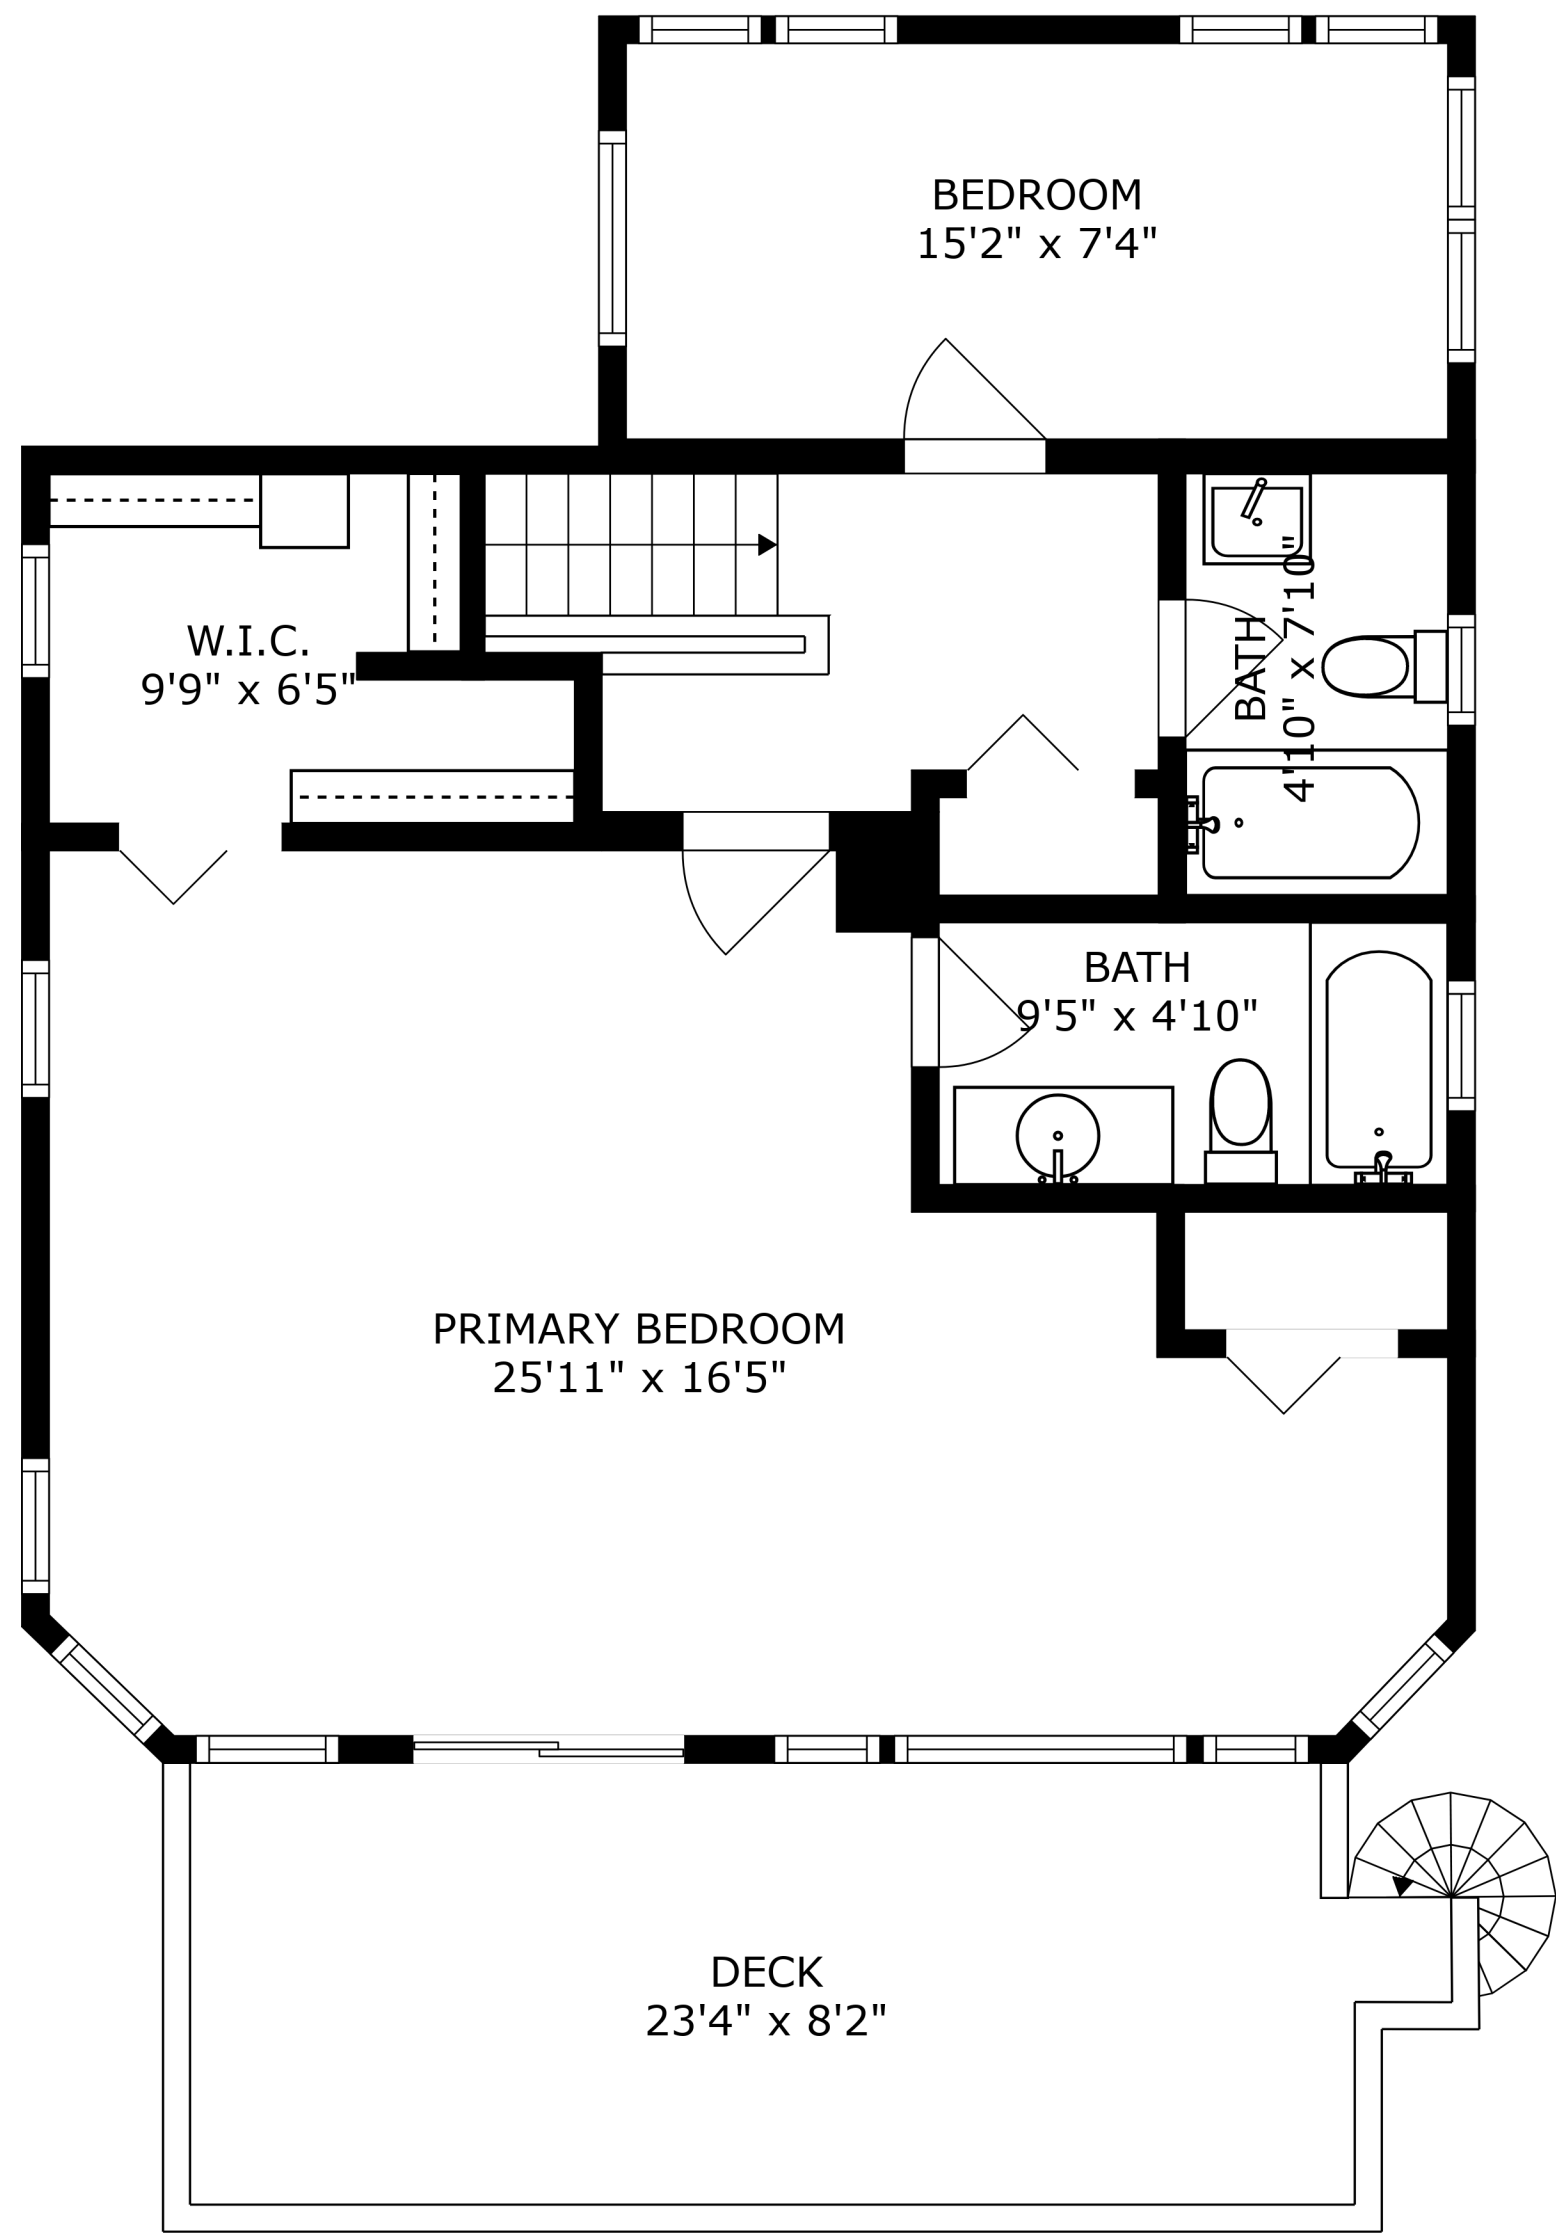 BEDROOM
15'2" x 7'4"
W.I.C.
9'9" x 6'5"
BATH
4'10" x 7'10"
BATH
9'5" x 4'10"
PRIMARY BEDROOM
25'11" x 16'5"
DECK
23'4" x 8'2"